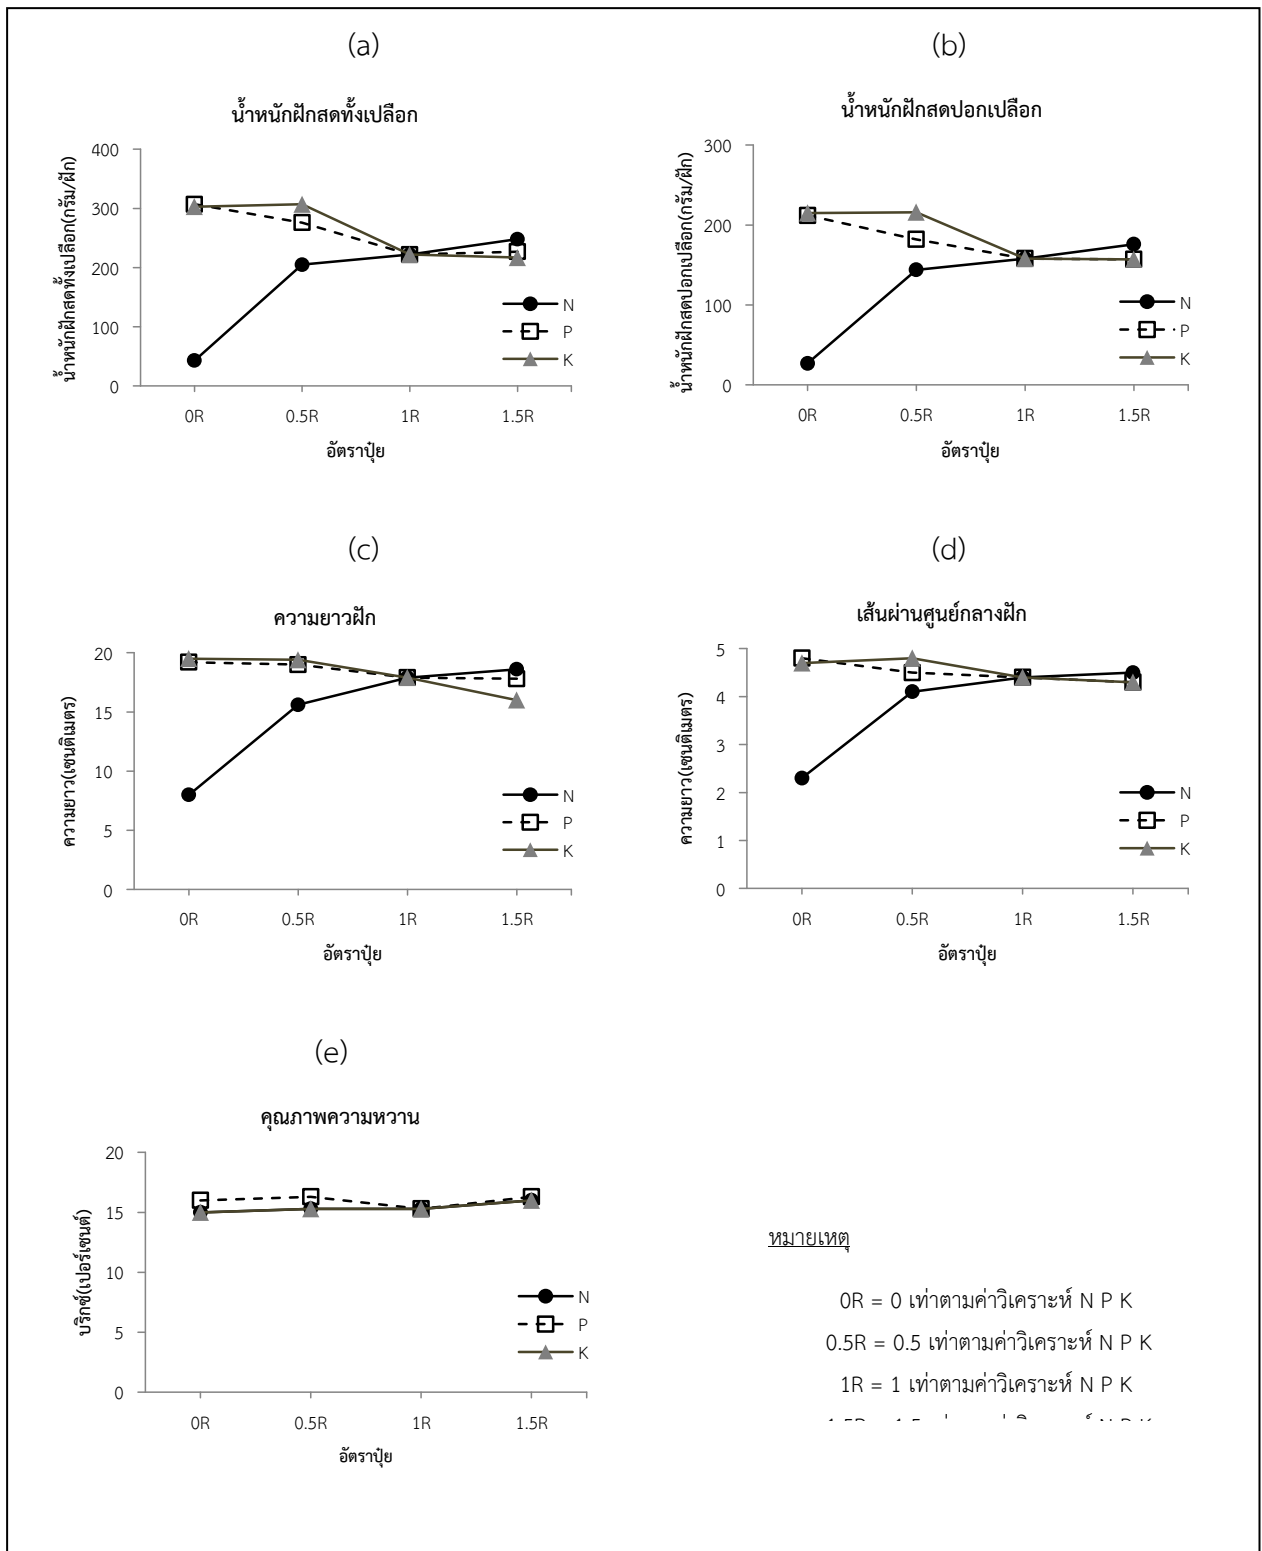 (a)
น้ำหนักฝักสดทั้งเปลือก
น้ำหนักฝักสดทั้งเปลือก(กรัม/ฝัก)
400
300
200
100
0
0R 0.5R 1R 1.5R
อัตราปุ๋ย
N
P
K
(b)
น้ำหนักฝักสดปอกเปลือก
น้ำหนักฝักสดปอกเปลือก(กรัม/ฝัก)
300
200
100
0
0R 0.5R 1R 1.5R
อัตราปุ๋ย
N
P
K
(c)
ความยาวฝัก
ความยาว(เซนติเมตร)
20
15
10
5
0
0R 0.5R 1R 1.5R
อัตราปุ๋ย
N
P
K
(d)
เส้นผ่านศูนย์กลางฝัก
ความยาว(เซนติเมตร)
5
4
3
2
1
0
0R 0.5R 1R 1.5R
อัตราปุ๋ย
N
P
K
(e)
คุณภาพความหวาน
บริกซ์(เปอร์เซนต์)
20
15
10
5
0
0R 0.5R 1R 1.5R
อัตราปุ๋ย
N
P
K
หมายเหตุ
0R = 0 เท่าตามค่าวิเคราะห์ N P K
0.5R = 0.5 เท่าตามค่าวิเคราะห์ N P K
1R = 1 เท่าตามค่าวิเคราะห์ N P K